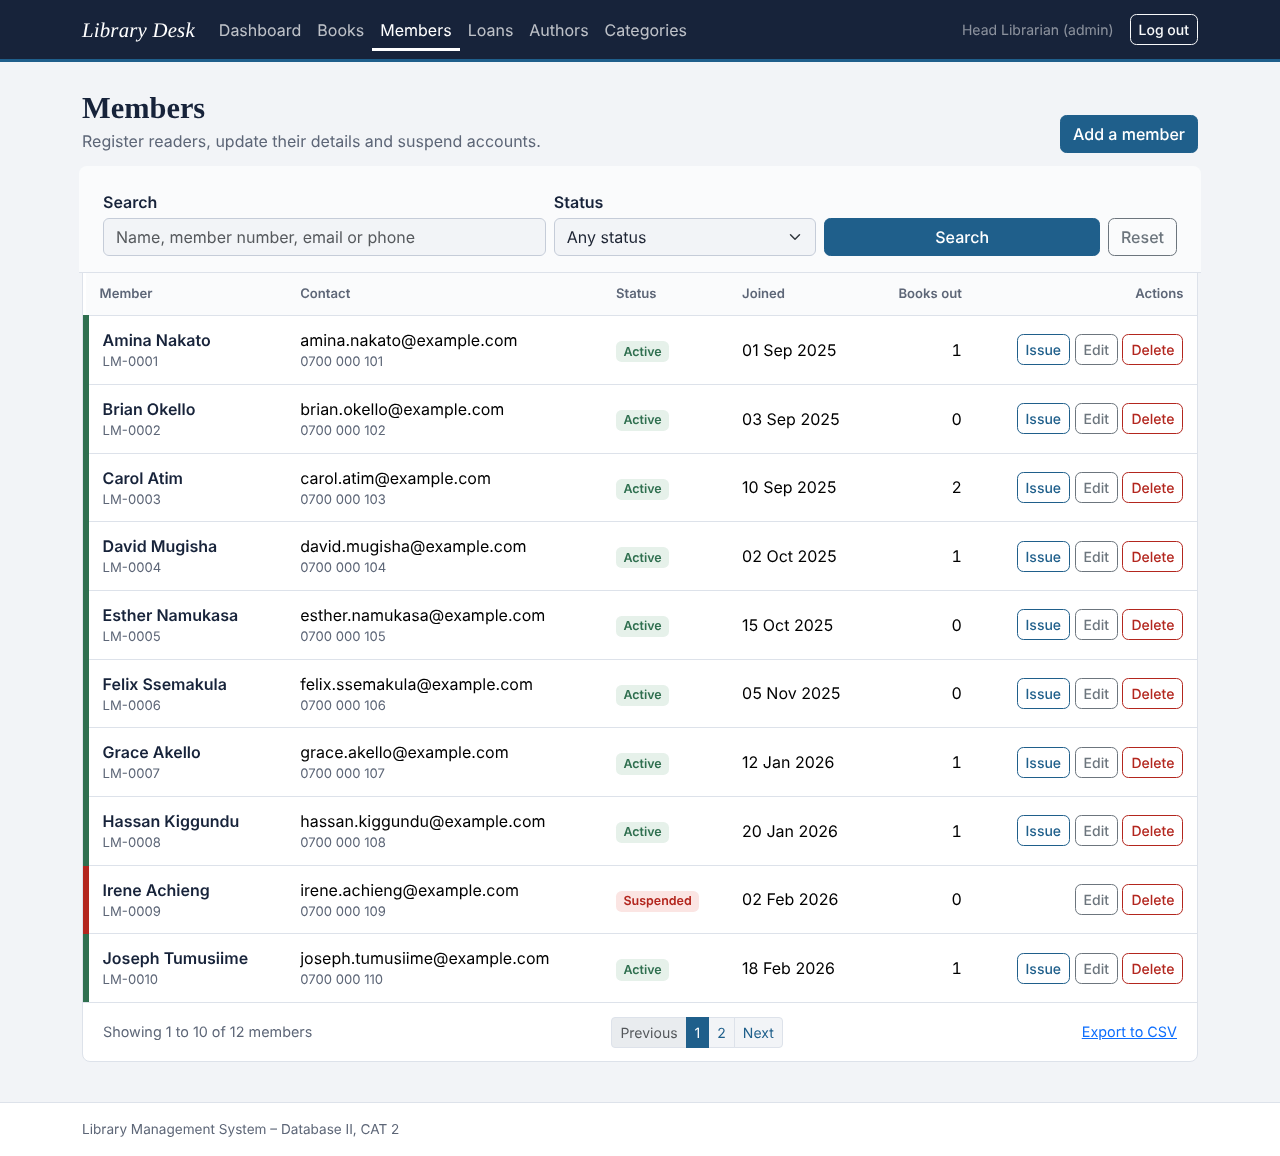 Library Desk Dashboard Books Members Loans Authors Categories Head Librarian (admin) Log out
Members
Register readers, update their details and suspend accounts.
Add a member
Search Status
Name, member number, email or phone Any status Search Reset
Member Contact Status Joined Books out Actions
Amina Nakato amina.nakato@example.com
LM-0001 0700 000 101 Active 01 Sep 2025 1 Issue Edit Delete
Brian Okello brian.okello@example.com
LM-0002 0700 000 102 Active 03 Sep 2025 0 Issue Edit Delete
Carol Atim carol.atim@example.com
LM-0003 0700 000 103 Active 10 Sep 2025 2 Issue Edit Delete
David Mugisha david.mugisha@example.com
LM-0004 0700 000 104 Active 02 Oct 2025 1 Issue Edit Delete
Esther Namukasa esther.namukasa@example.com
LM-0005 0700 000 105 Active 15 Oct 2025 0 Issue Edit Delete
Felix Ssemakula felix.ssemakula@example.com
LM-0006 0700 000 106 Active 05 Nov 2025 0 Issue Edit Delete
Grace Akello grace.akello@example.com
LM-0007 0700 000 107 Active 12 Jan 2026 1 Issue Edit Delete
Hassan Kiggundu hassan.kiggundu@example.com
LM-0008 0700 000 108 Active 20 Jan 2026 1 Issue Edit Delete
Irene Achieng irene.achieng@example.com
LM-0009 0700 000 109 Suspended 02 Feb 2026 0 Edit Delete
Joseph Tumusiime joseph.tumusiime@example.com
LM-0010 0700 000 110 Active 18 Feb 2026 1 Issue Edit Delete
Showing 1 to 10 of 12 members Previous 1 2 Next Export to CSV
Library Management System – Database II, CAT 2